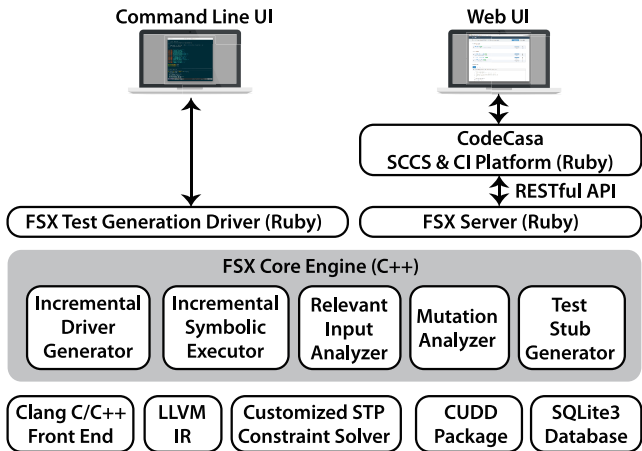 Command Line UI
Web UI
CodeCasa
SCCS & CI Platform (Ruby)
RESTful API
FSX Test Generation Driver (Ruby)
FSX Server (Ruby)
FSX Core Engine (C++)
Incremental
Driver
Generator
Incremental
Symbolic
Executor
Relevant
Input
Analyzer
Mutation
Analyzer
Test
Stub
Generator
Clang C/C++
Front End
LLVM
IR
Customized STP
Constraint Solver
CUDD
Package
SQLite3
Database